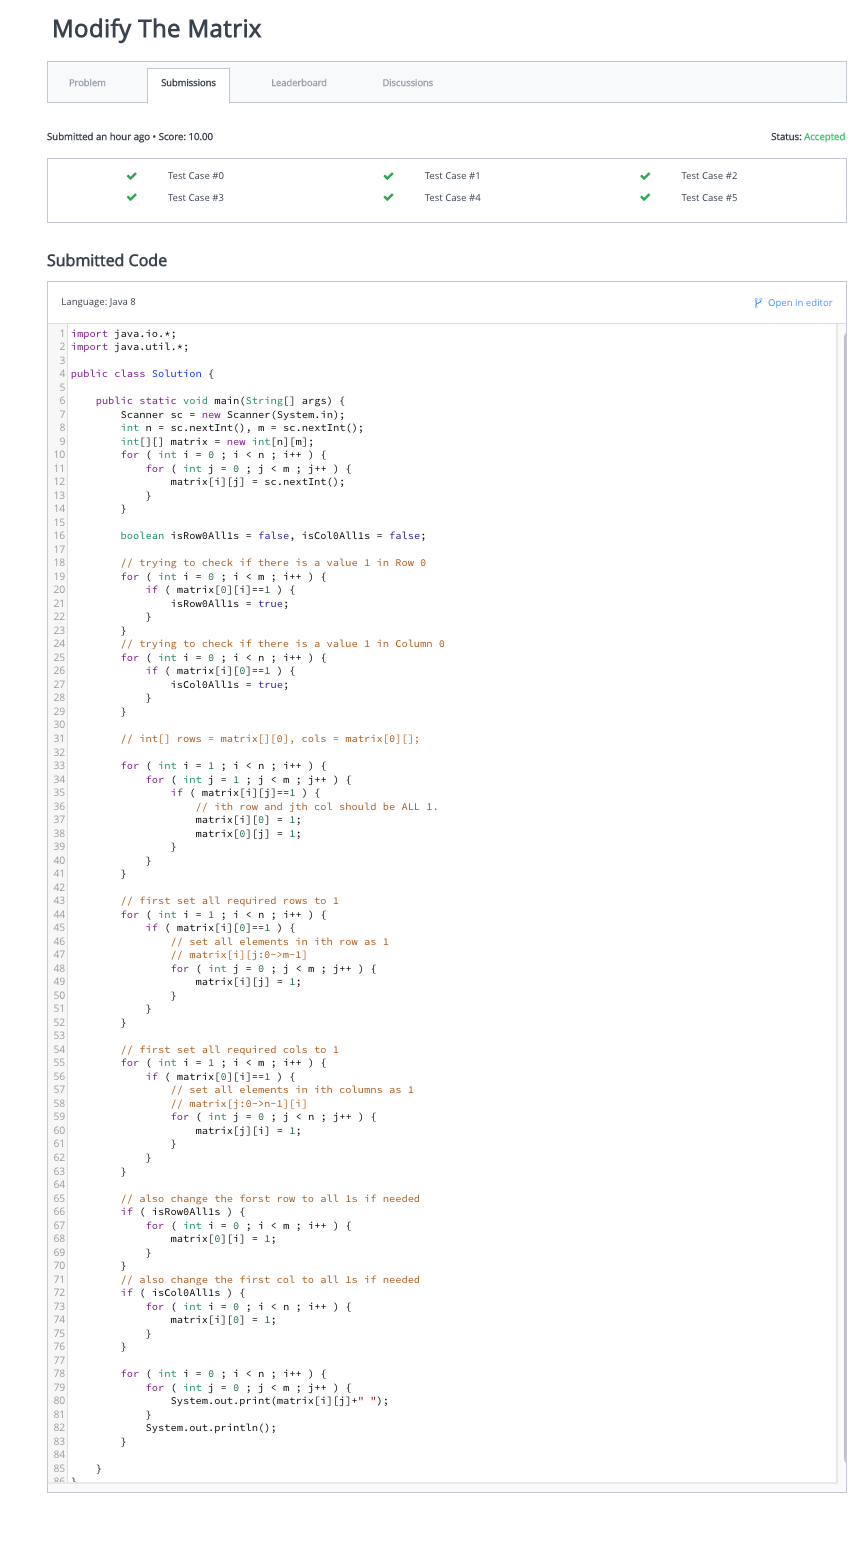 Modify The Matrix
Problem Submissions Leaderboard Discussions
Submitted an hour ago • Score: 10.00 Status: Accepted
Test Case #0 Test Case #1 Test Case #2
Test Case #3 Test Case #4 Test Case #5
Submitted Code
Language: Java 8 Open in editor
1 import java.io.*;
2 import java.util.*;
3
4 public class Solution {
5
6     public static void main(String[] args) {
7         Scanner sc = new Scanner(System.in);
8         int n = sc.nextInt(), m = sc.nextInt();
9         int[][] matrix = new int[n][m];
10         for ( int i = 0 ; i < n ; i++ ) {
11             for ( int j = 0 ; j < m ; j++ ) {
12                 matrix[i][j] = sc.nextInt();
13             }
14         }
15
16         boolean isRow0All1s = false, isCol0All1s = false;
17
18         // trying to check if there is a value 1 in Row 0
19         for ( int i = 0 ; i < m ; i++ ) {
20             if ( matrix[0][i]==1 ) {
21                 isRow0All1s = true;
22             }
23         }
24         // trying to check if there is a value 1 in Column 0
25         for ( int i = 0 ; i < n ; i++ ) {
26             if ( matrix[i][0]==1 ) {
27                 isCol0All1s = true;
28             }
29         }
30
31         // int[] rows = matrix[][0], cols = matrix[0][];
32
33         for ( int i = 1 ; i < n ; i++ ) {
34             for ( int j = 1 ; j < m ; j++ ) {
35                 if ( matrix[i][j]==1 ) {
36                     // ith row and jth col should be ALL 1.
37                     matrix[i][0] = 1;
38                     matrix[0][j] = 1;
39                 }
40             }
41         }
42
43         // first set all required rows to 1
44         for ( int i = 1 ; i < n ; i++ ) {
45             if ( matrix[i][0]==1 ) {
46                 // set all elements in ith row as 1
47                 // matrix[i][j:0->m-1]
48                 for ( int j = 0 ; j < m ; j++ ) {
49                     matrix[i][j] = 1;
50                 }
51             }
52         }
53
54         // first set all required cols to 1
55         for ( int i = 1 ; i < m ; i++ ) {
56             if ( matrix[0][i]==1 ) {
57                 // set all elements in ith columns as 1
58                 // matrix[j:0->n-1][i]
59                 for ( int j = 0 ; j < n ; j++ ) {
60                     matrix[j][i] = 1;
61                 }
62             }
63         }
64
65         // also change the forst row to all 1s if needed
66         if ( isRow0All1s ) {
67             for ( int i = 0 ; i < m ; i++ ) {
68                 matrix[0][i] = 1;
69             }
70         }
71         // also change the first col to all 1s if needed
72         if ( isCol0All1s ) {
73             for ( int i = 0 ; i < n ; i++ ) {
74                 matrix[i][0] = 1;
75             }
76         }
77
78         for ( int i = 0 ; i < n ; i++ ) {
79             for ( int j = 0 ; j < m ; j++ ) {
80                 System.out.print(matrix[i][j]+" ");
81             }
82             System.out.println();
83         }
84
85     }
86 }